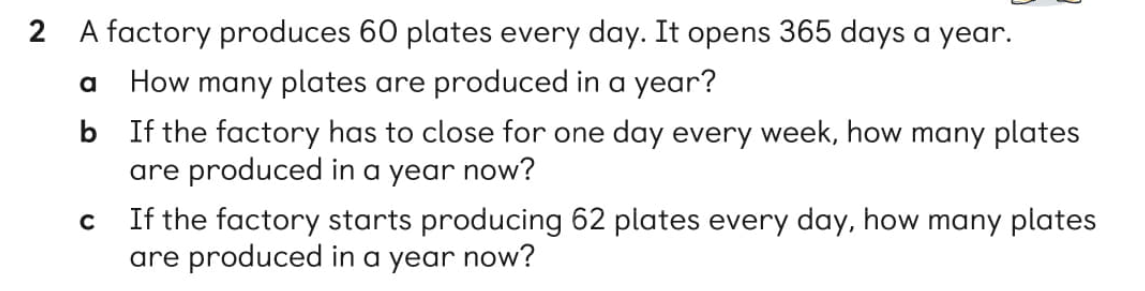 2 A factory produces 60 plates every day. It opens 365 days a year.
a How many plates are produced in a year?
b If the factory has to close for one day every week, how many plates
are produced in a year now?
c If the factory starts producing 62 plates every day, how many plates
are produced in a year now?